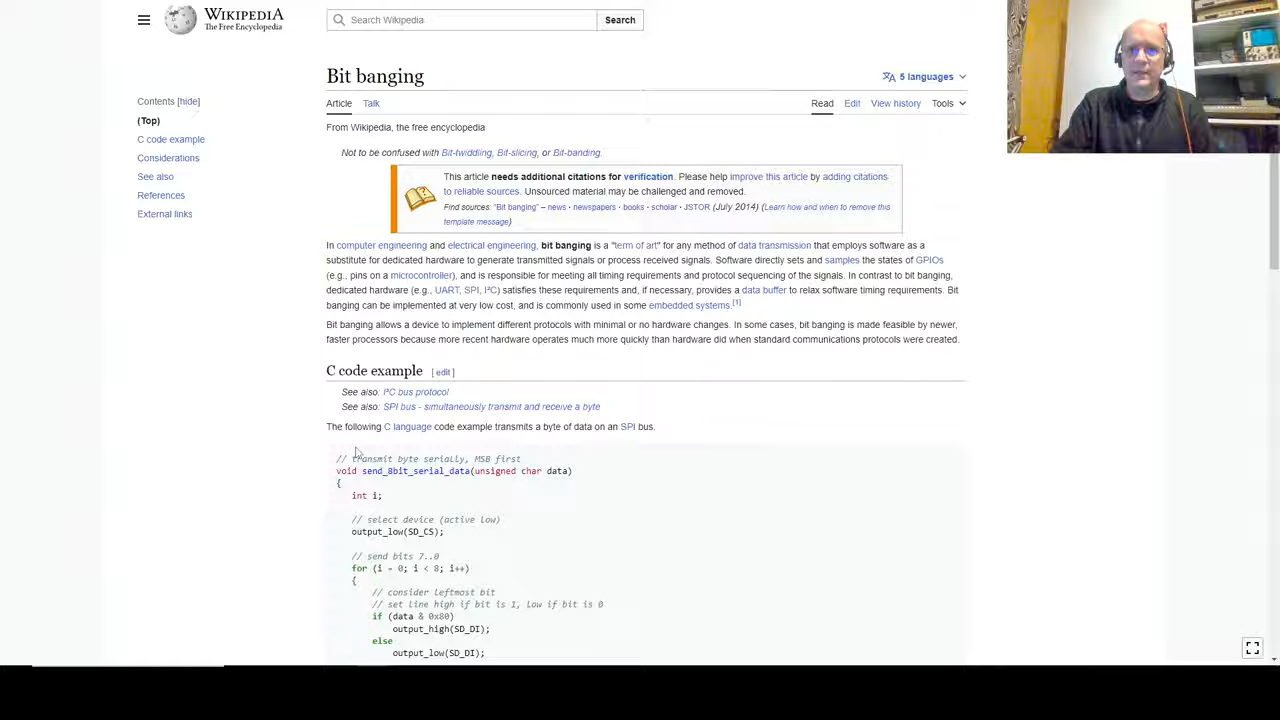 WIKIPEDIA
The Free Encyclopedia
Search Wikipedia
Search
Bit banging
5 languages
Contents [hide]
(Top)
C code example
Considerations
See also
References
External links
Article Talk
Read Edit View history Tools
From Wikipedia, the free encyclopedia
Not to be confused with Bit-twiddling, Bit-slicing, or Bit-banding.
This article needs additional citations for verification. Please help improve this article by adding citations
to reliable sources. Unsourced material may be challenged and removed.
Find sources: "Bit banging" – news · newspapers · books · scholar · JSTOR (July 2014) (Learn how and when to remove this
template message)
In computer engineering and electrical engineering, bit banging is a "term of art" for any method of data transmission that employs software as a
substitute for dedicated hardware to generate transmitted signals or process received signals. Software directly sets and samples the states of GPIOs
(e.g., pins on a microcontroller), and is responsible for meeting all timing requirements and protocol sequencing of the signals. In contrast to bit banging,
dedicated hardware (e.g., UART, SPI, I²C) satisfies these requirements and, if necessary, provides a data buffer to relax software timing requirements. Bit
banging can be implemented at very low cost, and is commonly used in some embedded systems.[1]
Bit banging allows a device to implement different protocols with minimal or no hardware changes. In some cases, bit banging is made feasible by newer,
faster processors because more recent hardware operates much more quickly than hardware did when standard communications protocols were created.
C code example [ edit ]
See also: I²C bus protocol
See also: SPI bus - simultaneously transmit and receive a byte
The following C language code example transmits a byte of data on an SPI bus.
// transmit byte serially, MSB first
void send_8bit_serial_data(unsigned char data)
{
int i;
// select device (active low)
output_low(SD_CS);
// send bits 7..0
for (i = 0; i < 8; i++)
{
// consider leftmost bit
// set line high if bit is 1, low if bit is 0
if (data & 0x80)
output_high(SD_DI);
else
output_low(SD_DI);